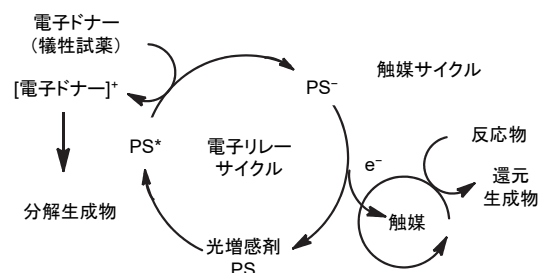 電子ドナー
（犠牲試薬）
[電子ドナー]⁺
分解生成物
PS*
PS⁻
電子リレー
サイクル
光増感剤
PS
触媒サイクル
e⁻
反応物
還元
生成物
触媒